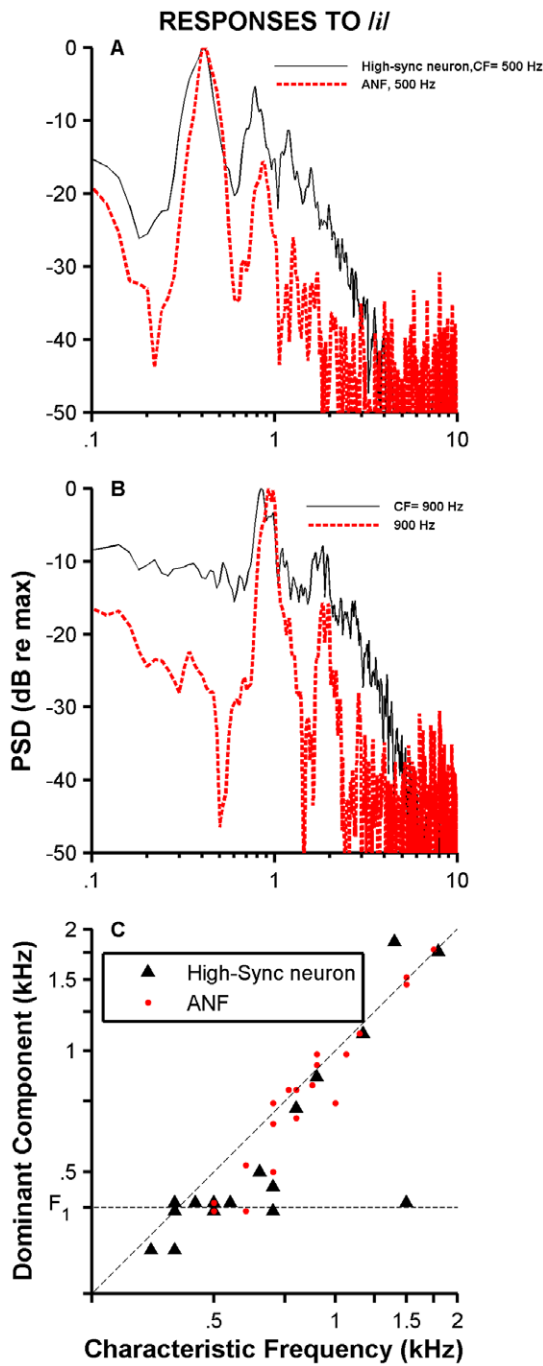 RESPONSES TO /i/
A
High-sync neuron,CF= 500 Hz
ANF, 500 Hz
0
-10
-20
-30
-40
-50
.1
1
10
B
CF= 900 Hz
900 Hz
0
-10
-20
-30
-40
-50
.1
1
10
PSD (dB re max)
C
High-Sync neuron
ANF
2
1.5
1
.5
F1
Dominant Component (kHz)
.5
1
1.5
2
Characteristic Frequency (kHz)